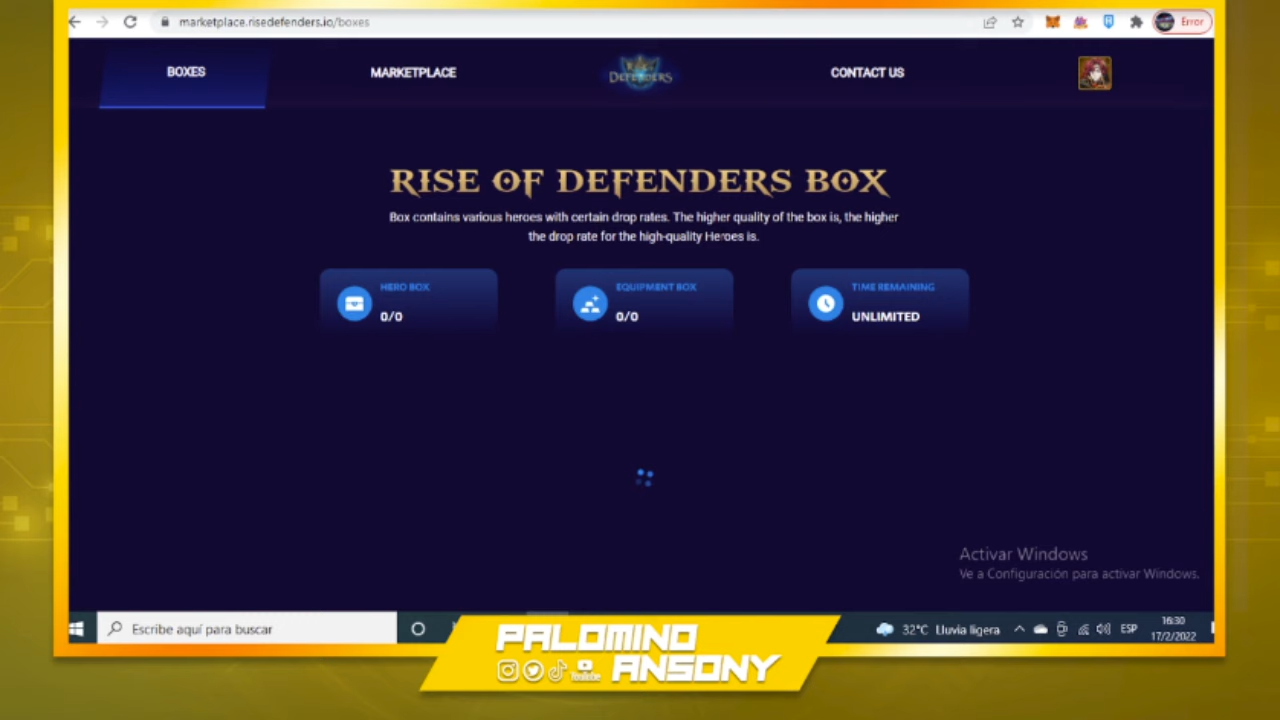 marketplace.risedefenders.io/boxes
Error
BOXES
MARKETPLACE
DEFENDERS
CONTACT US
RISE OF DEFENDERS BOX
Box contains various heroes with certain drop rates. The higher quality of the box is, the higher
the drop rate for the high-quality Heroes is.
HERO BOX
0/0
EQUIPMENT BOX
0/0
TIME REMAINING
UNLIMITED
Activar Windows
Ve a Configuración para activar Windows.
Escribe aquí para buscar
32°C Lluvia ligera
ESP
16:30
17/2/2022
PALOMINO
ANSONY
YouTube